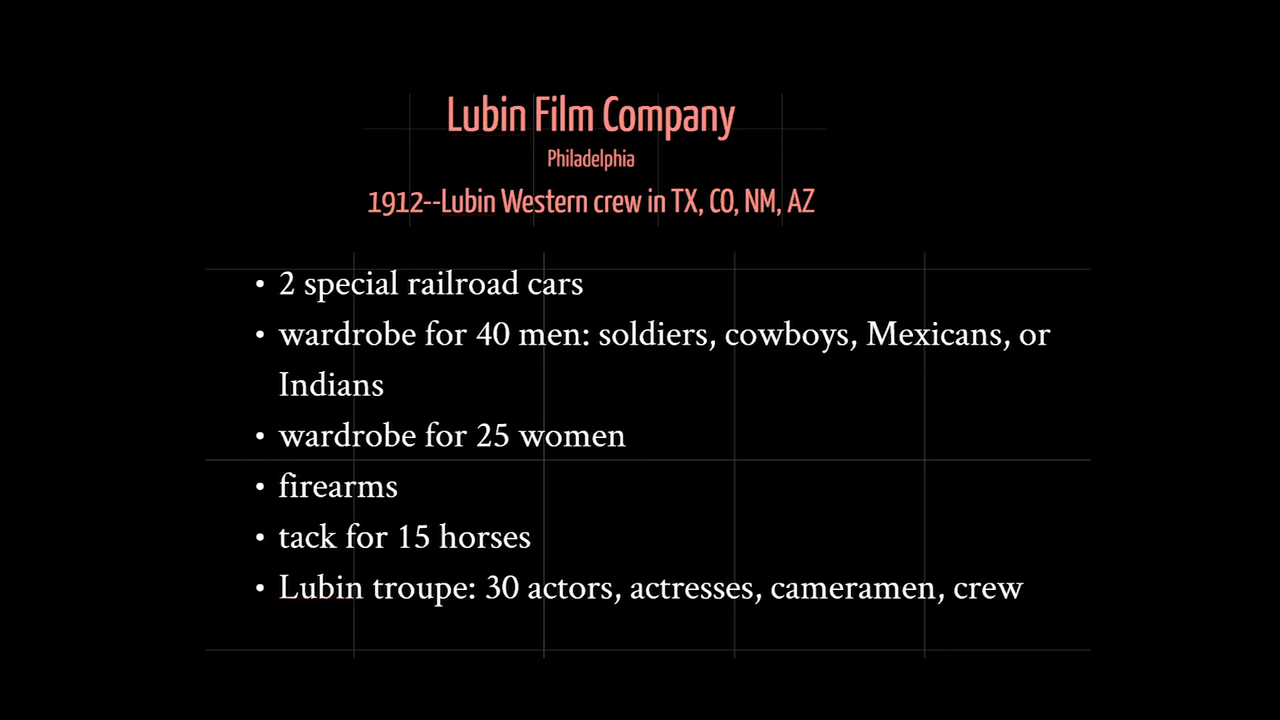 Lubin Film Company
Philadelphia
1912--Lubin Western crew in TX, CO, NM, AZ
• 2 special railroad cars
• wardrobe for 40 men: soldiers, cowboys, Mexicans, or
Indians
• wardrobe for 25 women
• firearms
• tack for 15 horses
• Lubin troupe: 30 actors, actresses, cameramen, crew